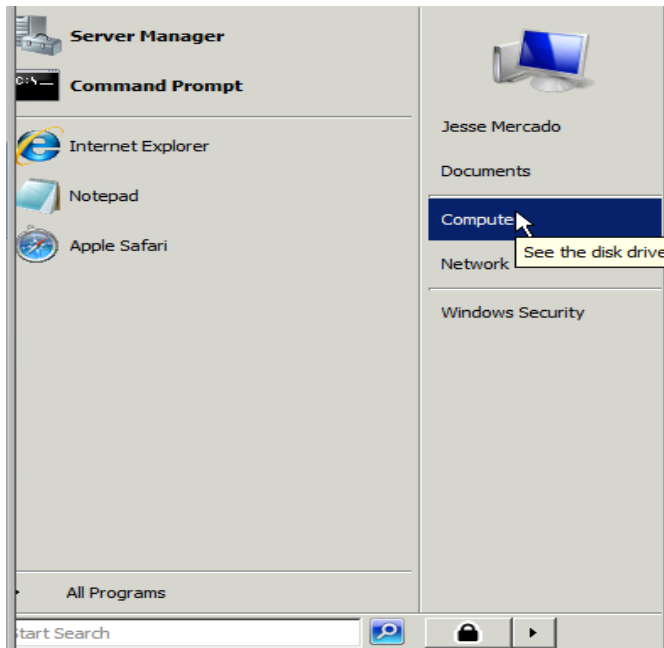 Server Manager
Command Prompt
Internet Explorer
Notepad
Apple Safari
All Programs
Start Search
Jesse Mercado
Documents
Compute
See the disk drive
Network
Windows Security